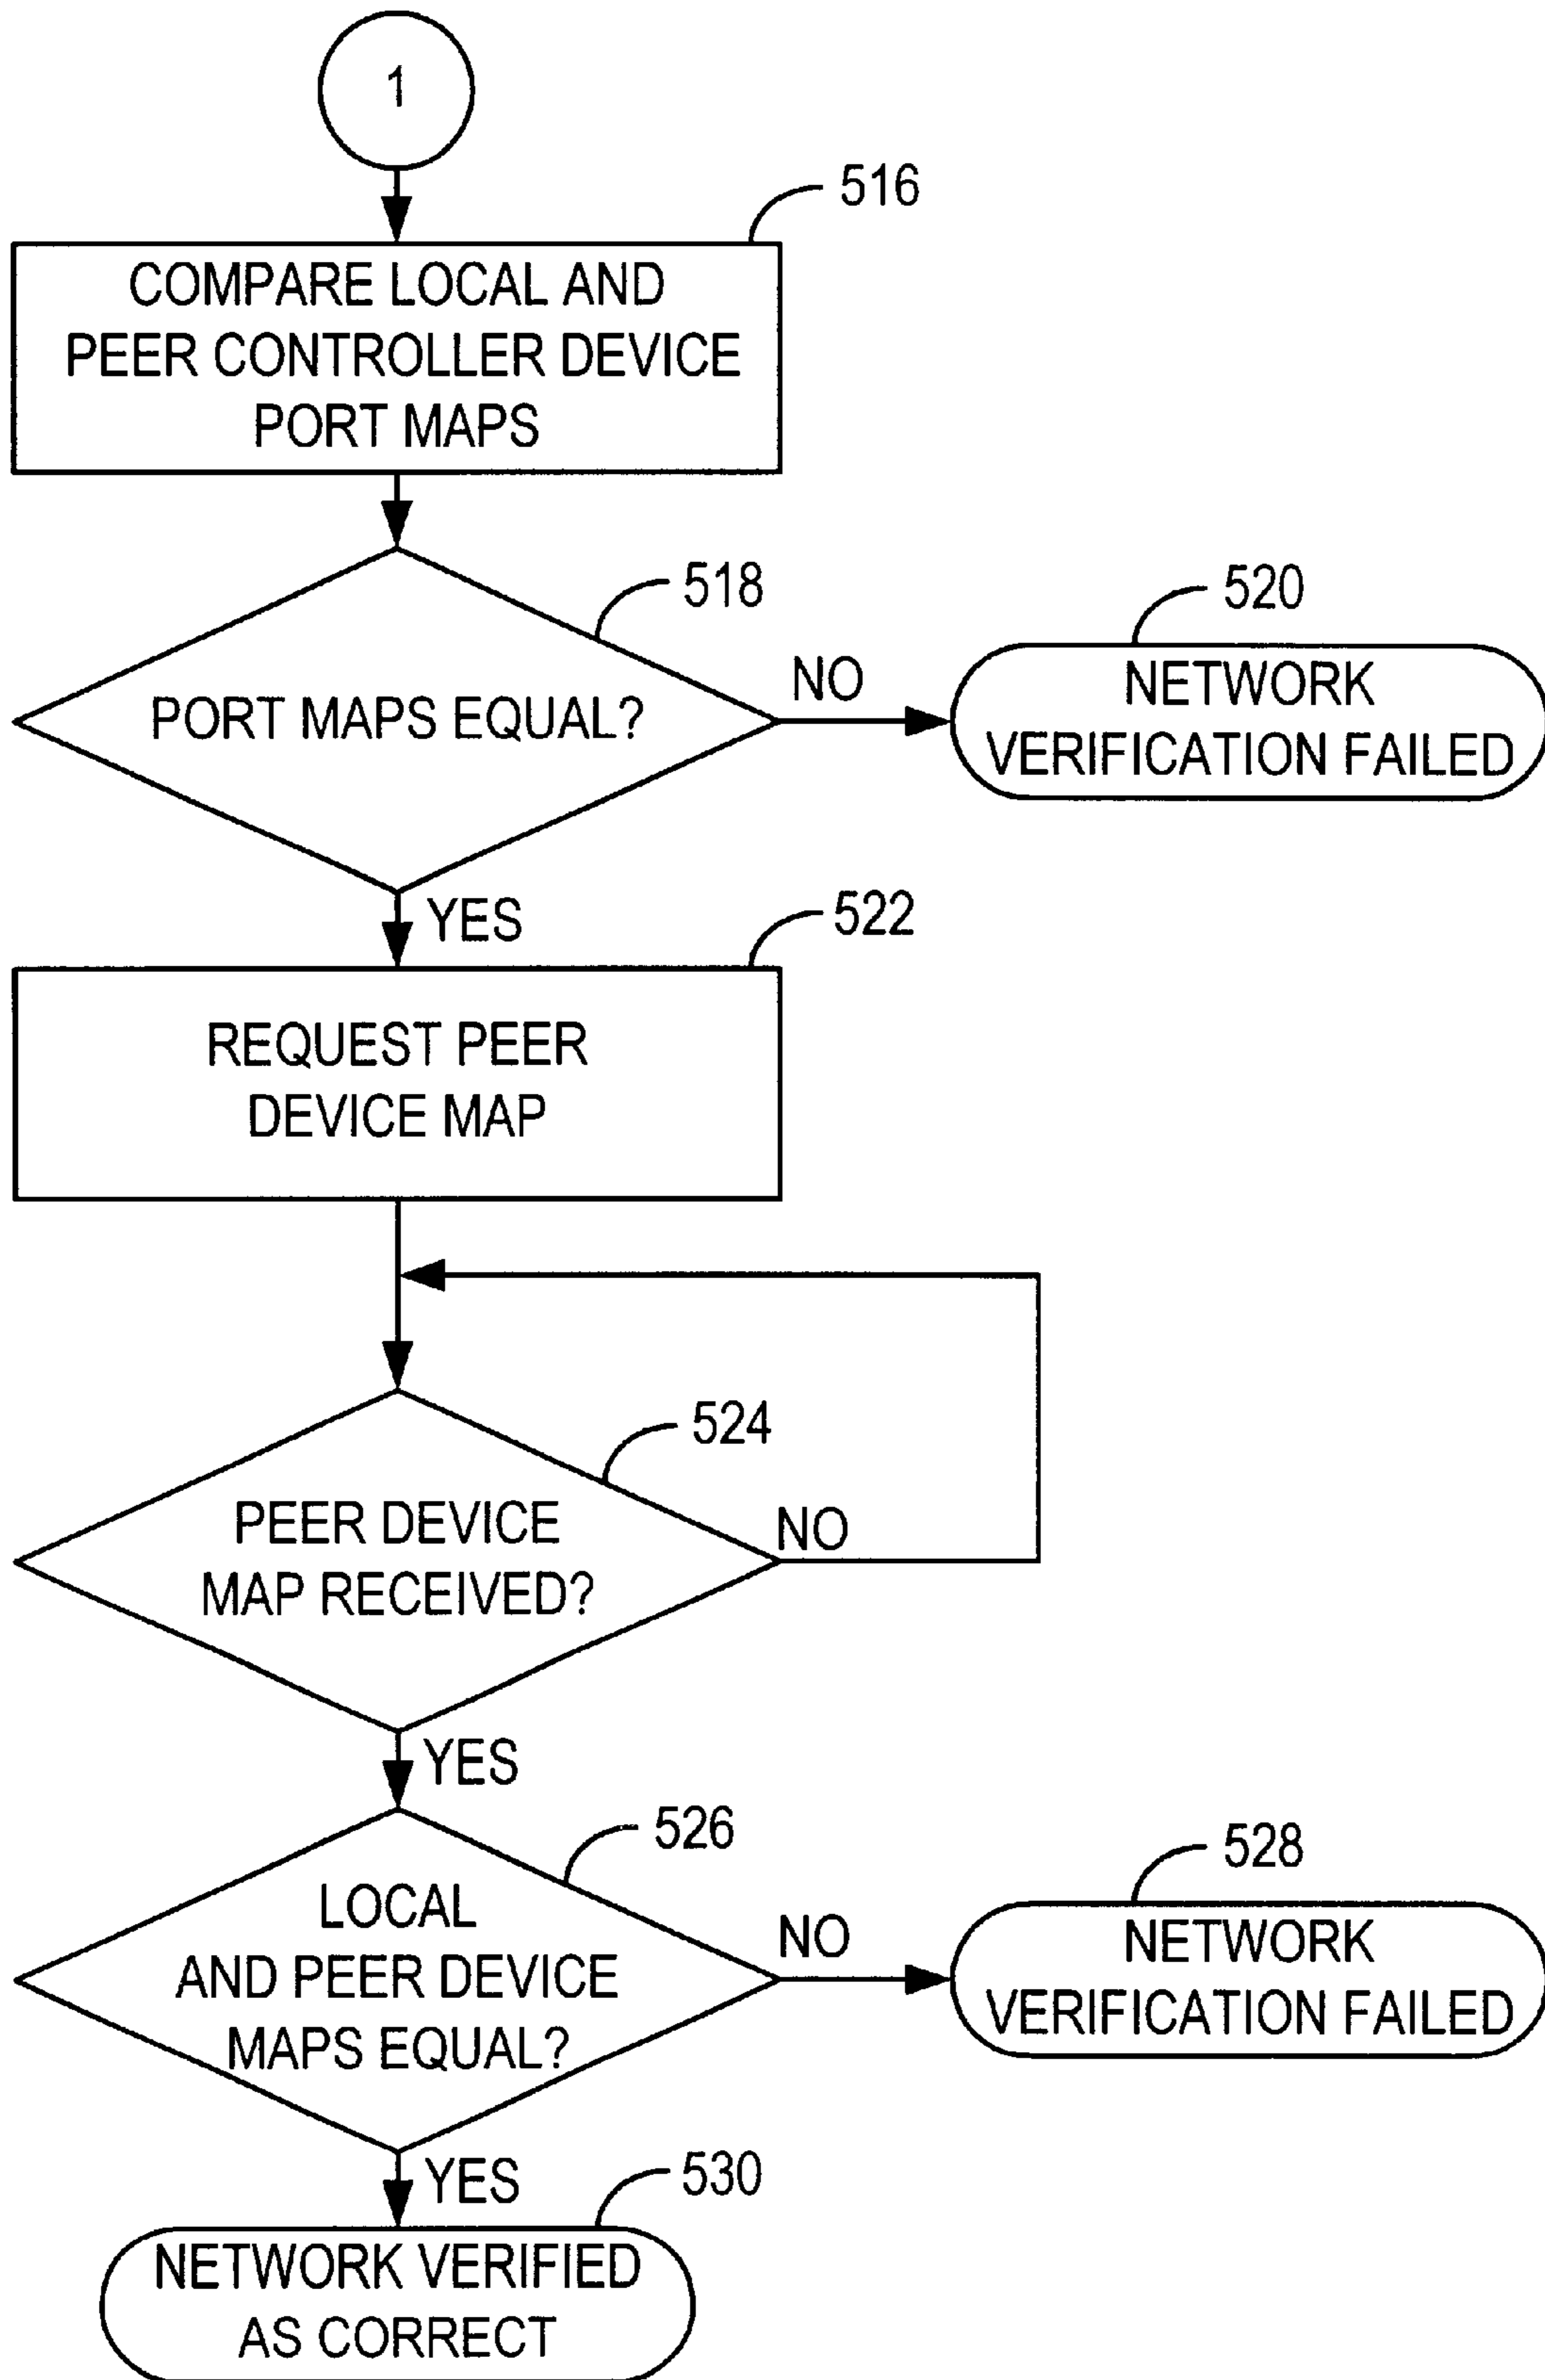 1
516
COMPARE LOCAL AND
PEER CONTROLLER DEVICE
PORT MAPS
518
PORT MAPS EQUAL?
NO
520
NETWORK
VERIFICATION FAILED
YES
522
REQUEST PEER
DEVICE MAP
524
PEER DEVICE
MAP RECEIVED?
NO
YES
526
LOCAL
AND PEER DEVICE
MAPS EQUAL?
NO
528
NETWORK
VERIFICATION FAILED
YES
530
NETWORK VERIFIED
AS CORRECT